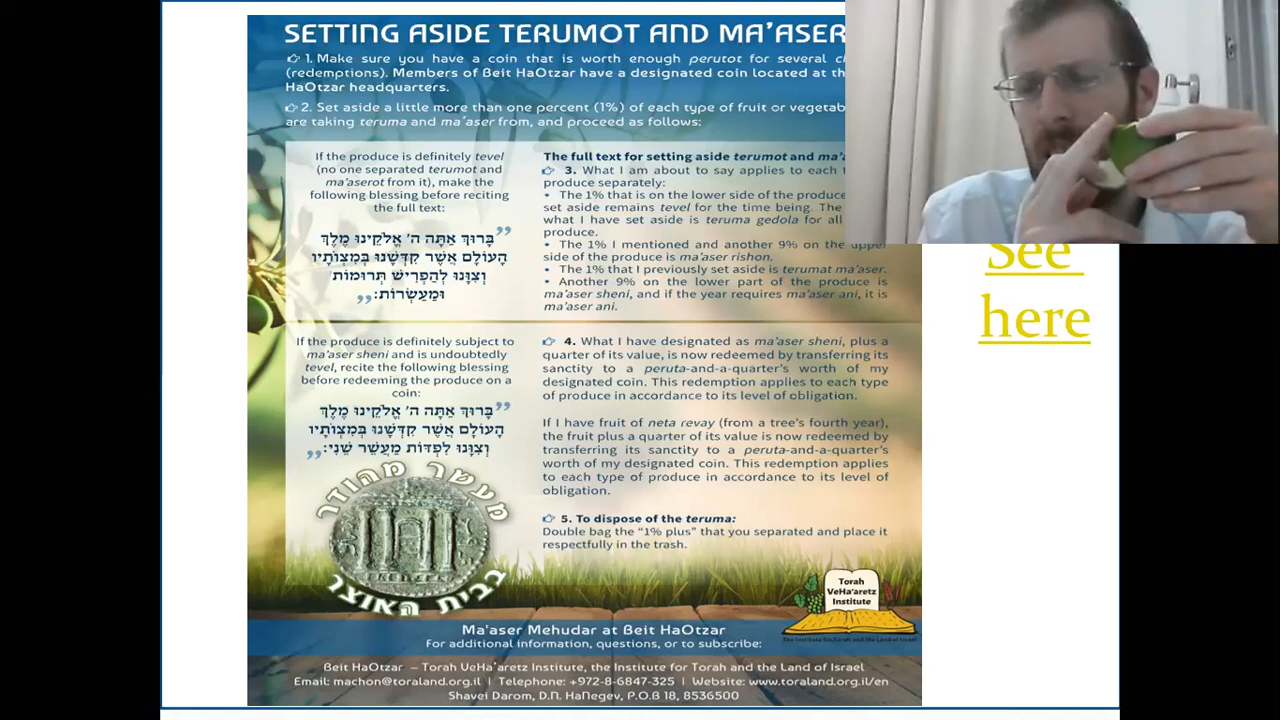 SETTING ASIDE TERUMOT AND MA'ASER
1. Make sure you have a coin that is worth enough perutot for several
(redemptions). Members of Beit HaOtzar have a designated coin located at
HaOtzar headquarters.
2. Set aside a little more than one percent (1%) of each type of fruit or
are taking teruma and ma'aser from, and proceed as follows:
If the produce is definitely tevel
(no one separated terumot and
ma'aserot from it), make the
following blessing before reciting
the full text:
”בָּרוּךְ אַתָּה ה' אֱלֹקֵינוּ מֶלֶךְ
הָעוֹלָם אֲשֶׁר קִדְּשָׁנוּ בְּמִצְוֹתָיו
וְצִוָּנוּ לְהַפְרִישׁ תְּרוּמוֹת
וּמַעַשְׂרוֹת:”
The full text for setting aside terumot and
3. What I am about to say applies to each
produce separately:
• The 1% that is on the lower side of the produce
set aside remains tevel for the time being. The
what I have set aside is teruma gedola for all
produce.
• The 1% I mentioned and another 9% on the upper
side of the produce is ma'aser rishon.
• The 1% that I previously set aside is terumat ma'aser.
• Another 9% on the lower part of the produce is
ma'aser sheni, and if the year requires ma'aser ani, it is
ma'aser ani.
If the produce is definitely subject to
ma'aser sheni and is undoubtedly
tevel, recite the following blessing
before redeeming the produce on a
coin:
”בָּרוּךְ אַתָּה ה' אֱלֹקֵינוּ מֶלֶךְ
הָעוֹלָם אֲשֶׁר קִדְּשָׁנוּ בְּמִצְוֹתָיו
וְצִוָּנוּ לִפְדּוֹת מַעֲשֵׂר שֵׁנִי:”
4. What I have designated as ma'aser sheni, plus a
quarter of its value, is now redeemed by transferring its
sanctity to a peruta-and-a-quarter's worth of my
designated coin. This redemption applies to each type
of produce in accordance to its level of obligation.
If I have fruit of neta revay (from a tree's fourth year),
the fruit plus a quarter of its value is now redeemed by
transferring its sanctity to a peruta-and-a-quarter's
worth of my designated coin. This redemption applies
to each type of produce in accordance to its level of
obligation.
5. To dispose of the teruma:
Double bag the “1% plus” that you separated and place it
respectfully in the trash.
מעשר מהודר
בבית האוצר
Torah
VeHa'aretz
Institute
The Institute for Torah and the Land of Israel
Ma'aser Mehudar at Beit HaOtzar
For additional information, questions, or to subscribe:
Beit HaOtzar – Torah VeHa'aretz Institute, the Institute for Torah and the Land of Israel
Email: machon@toraland.org.il | Telephone: +972-8-6847-325 | Website: www.toraland.org.il/en
Shavei Darom, D.N. HaNegev, P.O.B 18, 8536500
See
here